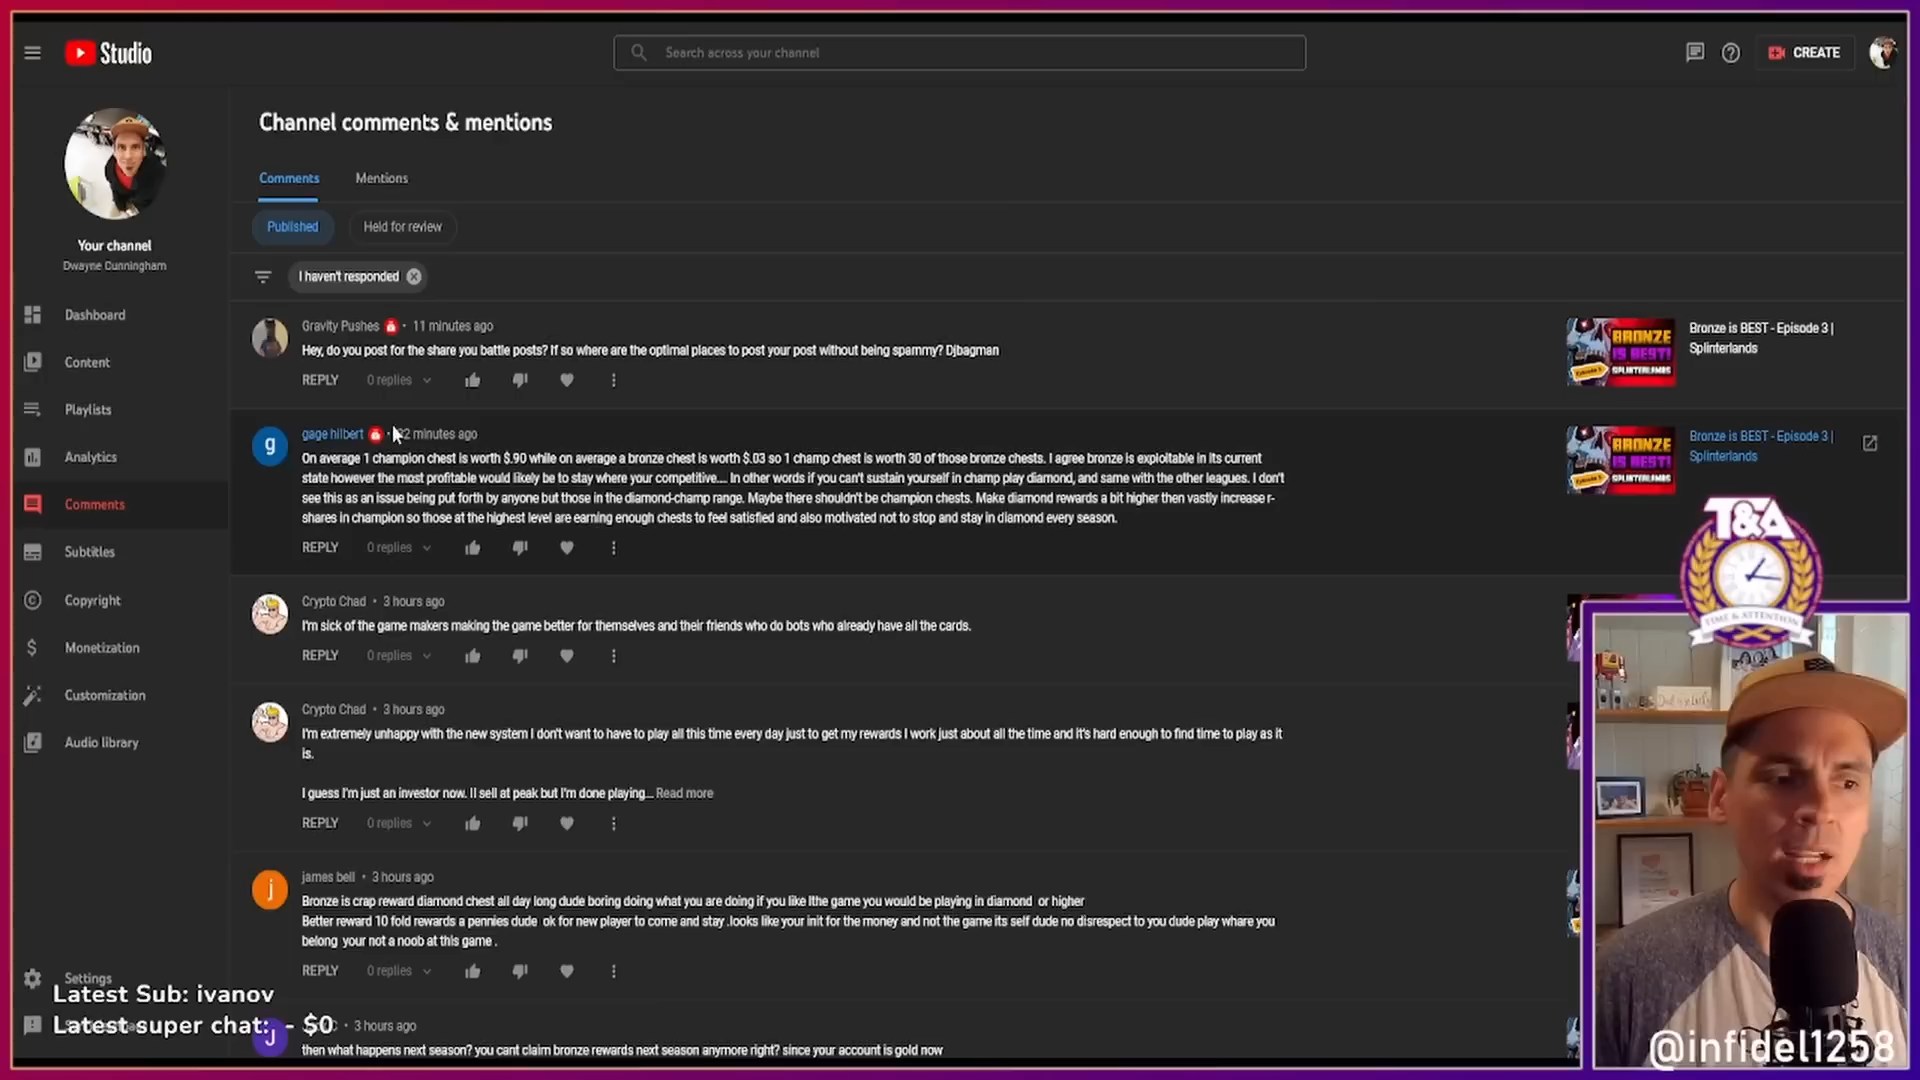 Studio
Search across your channel
CREATE
Channel comments & mentions
Comments
Mentions
Published
Held for review
I haven't responded
Your channel
Dwayne Cunningham
Dashboard
Content
Playlists
Analytics
Comments
Subtitles
Copyright
Monetization
Customization
Audio library
Settings
Latest Sub: ivanov
Latest super chat: - $0
Gravity Pushes • 11 minutes ago
Hey, do you post for the share you battle posts? If so where are the optimal places to post your post without being spammy? Djbagman
REPLY 0 replies
BRONZE
IS BEST!
Episode 3
SPLINTERLANDS
Bronze is BEST - Episode 3 |
Splinterlands
g
gage hilbert • 22 minutes ago
On average 1 champion chest is worth $.90 while on average a bronze chest is worth $.03 so 1 champ chest is worth 30 of those bronze chests. I agree bronze is exploitable in its current
state however the most profitable would likely be to stay where your competitive.... In other words if you can't sustain yourself in champ play diamond, and same with the other leagues. I don't
see this as an issue being put forth by anyone but those in the diamond-champ range. Maybe there shouldn't be champion chests. Make diamond rewards a bit higher then vastly increase r-
shares in champion so those at the highest level are earning enough chests to feel satisfied and also motivated not to stop and stay in diamond every season.
REPLY 0 replies
BRONZE
IS BEST!
Episode 3
SPLINTERLANDS
Bronze is BEST - Episode 3 |
Splinterlands
Crypto Chad • 3 hours ago
I'm sick of the game makers making the game better for themselves and their friends who do bots who already have all the cards.
REPLY 0 replies
Crypto Chad • 3 hours ago
I'm extremely unhappy with the new system I don't want to have to play all this time every day just to get my rewards I work just about all the time and it's hard enough to find time to play as it
is.
I guess I'm just an investor now. Il sell at peak but I'm done playing... Read more
REPLY 0 replies
j
james bell • 3 hours ago
Bronze is crap reward diamond chest all day long dude boring doing what you are doing if you like lthe game you would be playing in diamond or higher
Better reward 10 fold rewards a pennies dude ok for new player to come and stay .looks like your init for the money and not the game its self dude no disrespect to you dude play whare you
belong your not a noob at this game .
REPLY 0 replies
J
C • 3 hours ago
then what happens next season? you cant claim bronze rewards next season anymore right? since your account is gold now
T&A
TIME & ATTENTION
@infidel1258